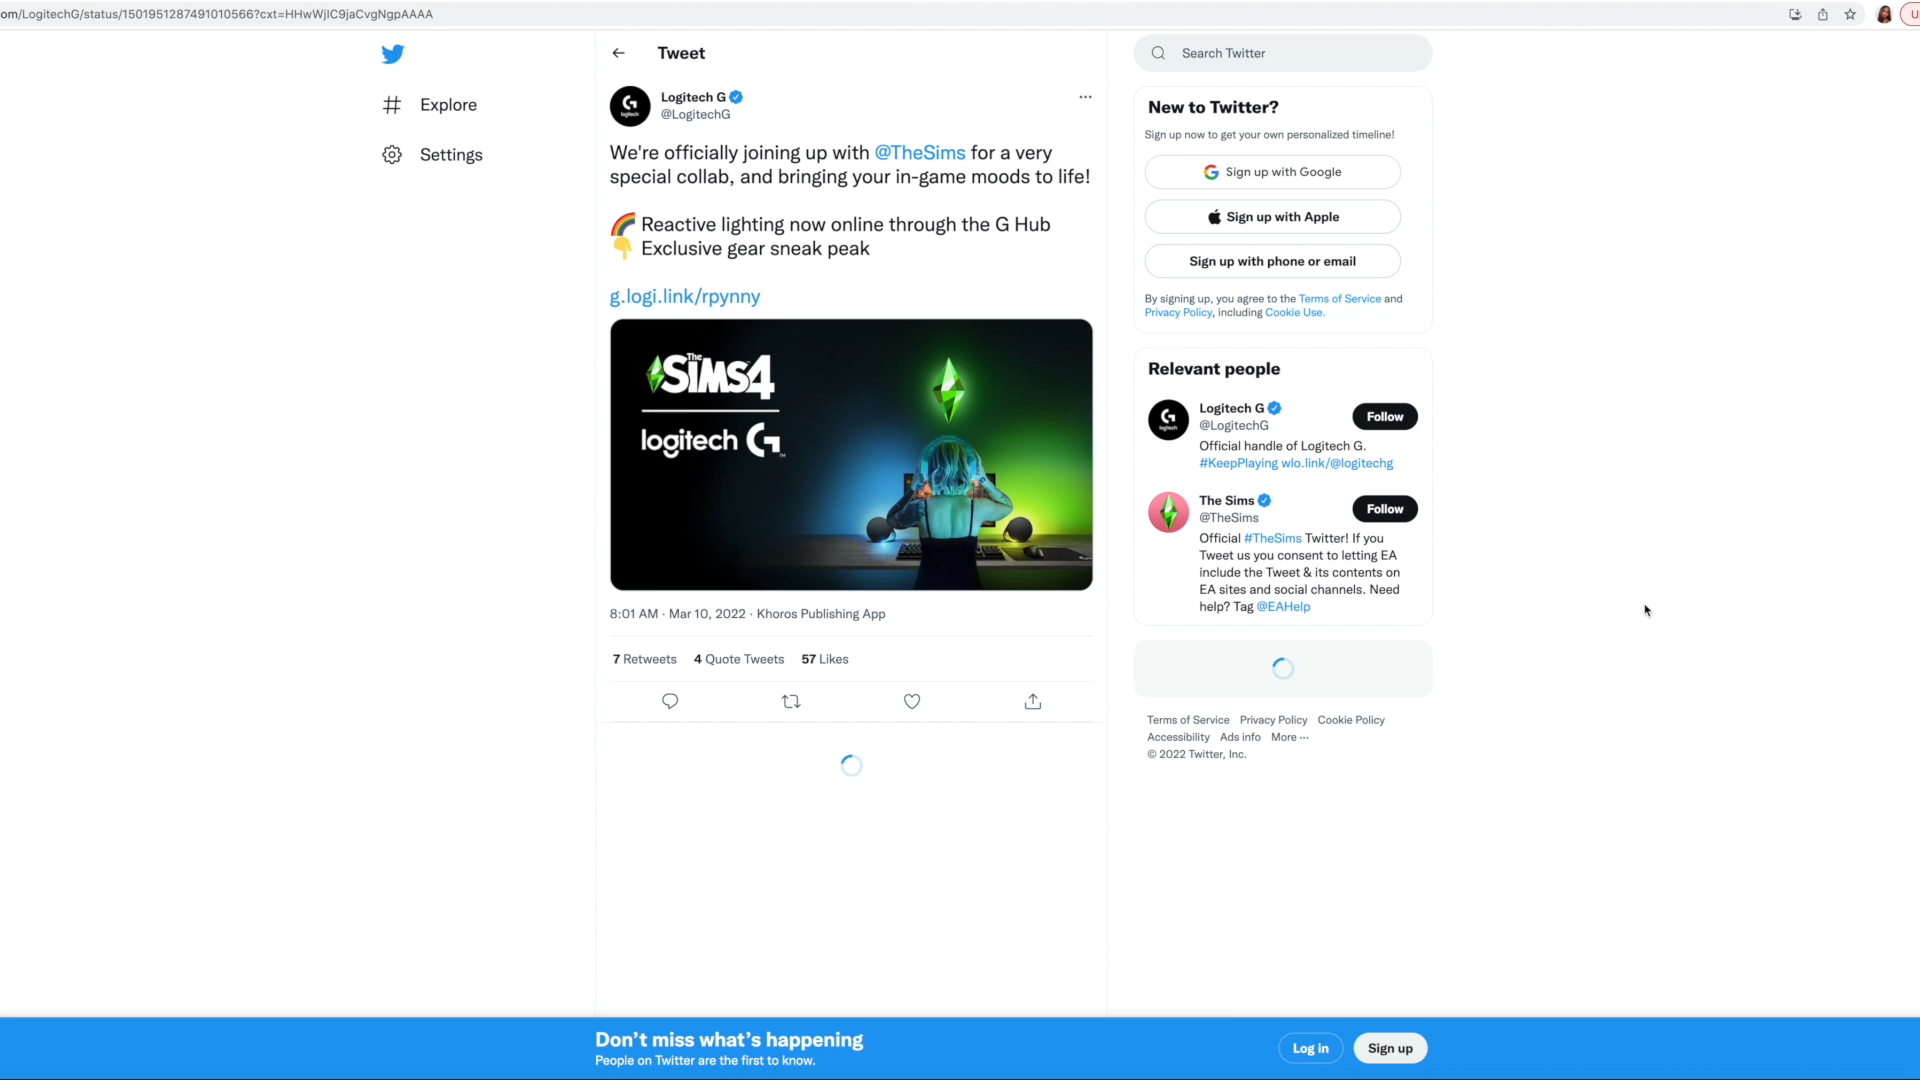 om/LogitechG/status/1501951287491010566?cxt=HHwWjIC9jaCvgNgpAAAA
Explore
Settings
Tweet
Logitech G
@LogitechG
We're officially joining up with @TheSims for a very
special collab, and bringing your in-game moods to life!
🌈 Reactive lighting now online through the G Hub
👇 Exclusive gear sneak peak
g.logi.link/rpynny
The SIMS4
logitech G
8:01 AM · Mar 10, 2022 · Khoros Publishing App
7 Retweets 4 Quote Tweets 57 Likes
Search Twitter
New to Twitter?
Sign up now to get your own personalized timeline!
Sign up with Google
Sign up with Apple
Sign up with phone or email
By signing up, you agree to the Terms of Service and
Privacy Policy, including Cookie Use.
Relevant people
Logitech G
@LogitechG
Follow
Official handle of Logitech G.
#KeepPlaying wlo.link/@logitechg
The Sims
@TheSims
Follow
Official #TheSims Twitter! If you
Tweet us you consent to letting EA
include the Tweet & its contents on
EA sites and social channels. Need
help? Tag @EAHelp
Terms of Service Privacy Policy Cookie Policy
Accessibility Ads info More ···
© 2022 Twitter, Inc.
Don't miss what's happening
People on Twitter are the first to know.
Log in
Sign up